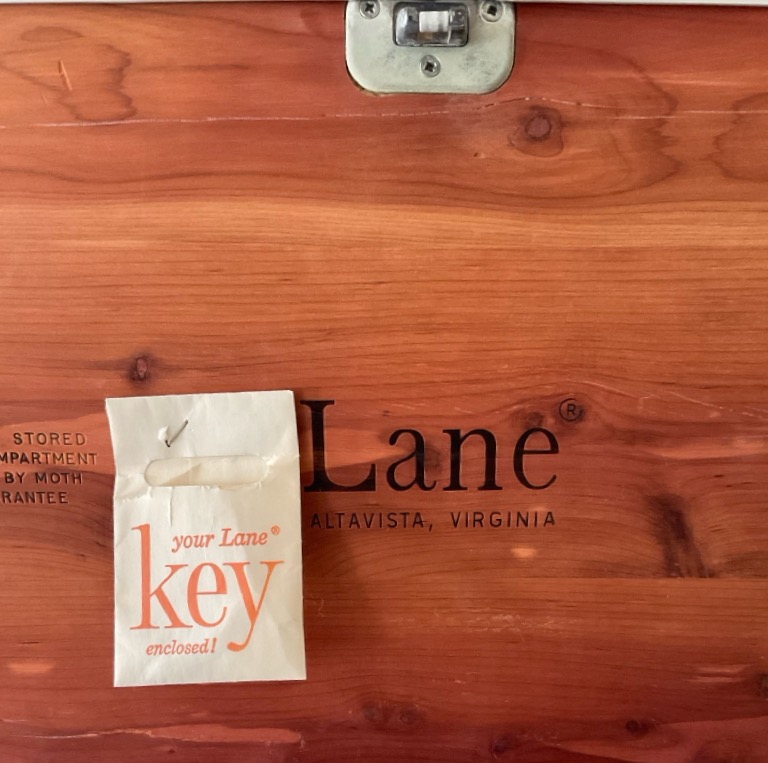 Lane®
ALTAVISTA, VIRGINIA
STORED
MPARTMENT
BY MOTH
RANTEE
your Lane®
key
enclosed!